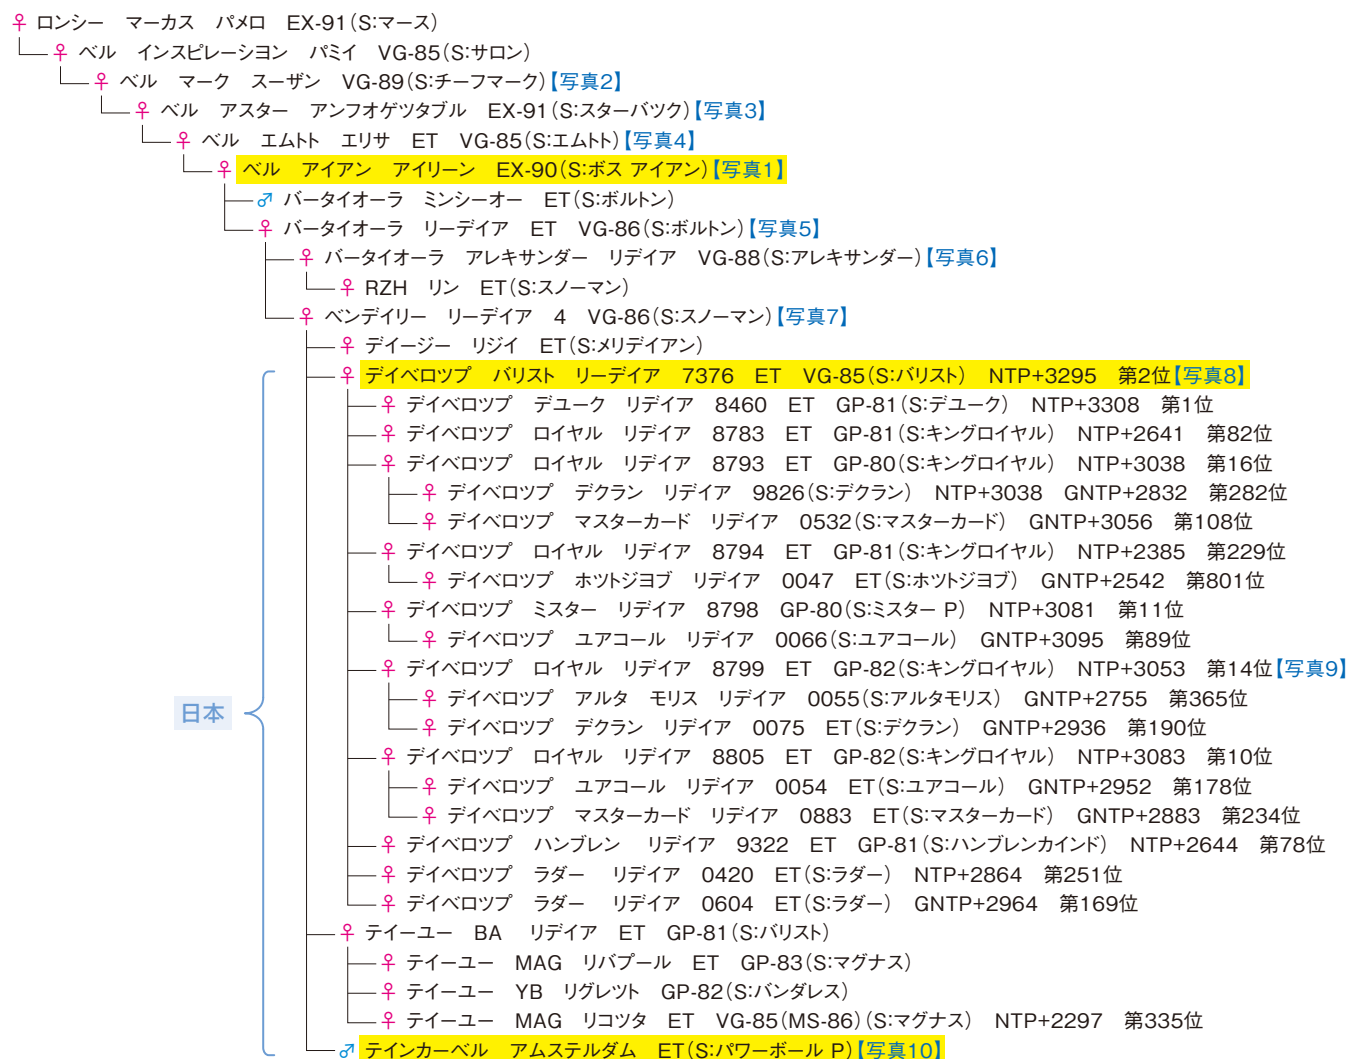 ♀ ロンシー　マーカス　パメロ　EX-91（S:マース）
♀ ベル　インスピレーシヨン　パミイ　VG-85（S:サロン）
♀ ベル　マーク　スーザン　VG-89（S:チーフマーク）【写真2】
♀ ベル　アスター　アンフオゲツタブル　EX-91（S:スターバツク）【写真3】
♀ ベル　エムトト　エリサ　ET　VG-85（S:エムトト）【写真4】
♀ ベル　アイアン　アイリーン　EX-90（S:ボス アイアン）【写真1】
♂ バータイオーラ　ミンシーオー　ET（S:ボルトン）
♀ バータイオーラ　リーデイア　ET　VG-86（S:ボルトン）【写真5】
♀ バータイオーラ　アレキサンダー　リデイア　VG-88（S:アレキサンダー）【写真6】
♀ RZH　リン　ET（S:スノーマン）
♀ ベンデイリー　リーデイア　4　VG-86（S:スノーマン）【写真7】
♀ デイージー　リジイ　ET（S:メリデイアン）
♀ デイベロツプ　バリスト　リーデイア　7376　ET　VG-85（S:バリスト）　NTP+3295　第2位【写真8】
♀ デイベロツプ　デユーク　リデイア　8460　ET　GP-81（S:デユーク）　NTP+3308　第1位
♀ デイベロツプ　ロイヤル　リデイア　8783　ET　GP-81（S:キングロイヤル）　NTP+2641　第82位
♀ デイベロツプ　ロイヤル　リデイア　8793　ET　GP-80（S:キングロイヤル）　NTP+3038　第16位
♀ デイベロツプ　デクラン　リデイア　9826（S:デクラン）　NTP+3038　GNTP+2832　第282位
♀ デイベロツプ　マスターカード　リデイア　0532（S:マスターカード）　GNTP+3056　第108位
♀ デイベロツプ　ロイヤル　リデイア　8794　ET　GP-81（S:キングロイヤル）　NTP+2385　第229位
♀ デイベロツプ　ホツトジヨブ　リデイア　0047　ET（S:ホツトジヨブ）　GNTP+2542　第801位
♀ デイベロツプ　ミスター　リデイア　8798　GP-80（S:ミスター P）　NTP+3081　第11位
♀ デイベロツプ　ユアコール　リデイア　0066（S:ユアコール）　GNTP+3095　第89位
♀ デイベロツプ　ロイヤル　リデイア　8799　ET　GP-82（S:キングロイヤル）　NTP+3053　第14位【写真9】
♀ デイベロツプ　アルタ　モリス　リデイア　0055（S:アルタモリス）　GNTP+2755　第365位
日本
♀ デイベロツプ　デクラン　リデイア　0075　ET（S:デクラン）　GNTP+2936　第190位
♀ デイベロツプ　ロイヤル　リデイア　8805　ET　GP-82（S:キングロイヤル）　NTP+3083　第10位
♀ デイベロツプ　ユアコール　リデイア　0054　ET（S:ユアコール）　GNTP+2952　第178位
♀ デイベロツプ　マスターカード　リデイア　0883　ET（S:マスターカード）　GNTP+2883　第234位
♀ デイベロツプ　ハンブレン　リデイア　9322　ET　GP-81（S:ハンブレンカインド）　NTP+2644　第78位
♀ デイベロツプ　ラダー　リデイア　0420　ET（S:ラダー）　NTP+2864　第251位
♀ デイベロツプ　ラダー　リデイア　0604　ET（S:ラダー）　GNTP+2964　第169位
♀ テイーユー　BA　リデイア　ET　GP-81（S:バリスト）
♀ テイーユー　MAG　リバプール　ET　GP-83（S:マグナス）
♀ テイーユー　YB　リグレツト　GP-82（S:バンダレス）
♀ テイーユー　MAG　リコツタ　ET　VG-85（MS-86）（S:マグナス）　NTP+2297　第335位
♂ テインカーベル　アムステルダム　ET（S:パワーボール P）【写真10】